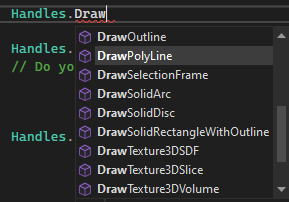 Handles.Draw
DrawOutline
Handles.
DrawPolyLine
// Do yo
DrawSelectionFrame
DrawSolidArc
DrawSolidDisc
Handles.
DrawSolidRectangleWithOutline
DrawTexture3DSDF
DrawTexture3DSlice
DrawTexture3DVolume